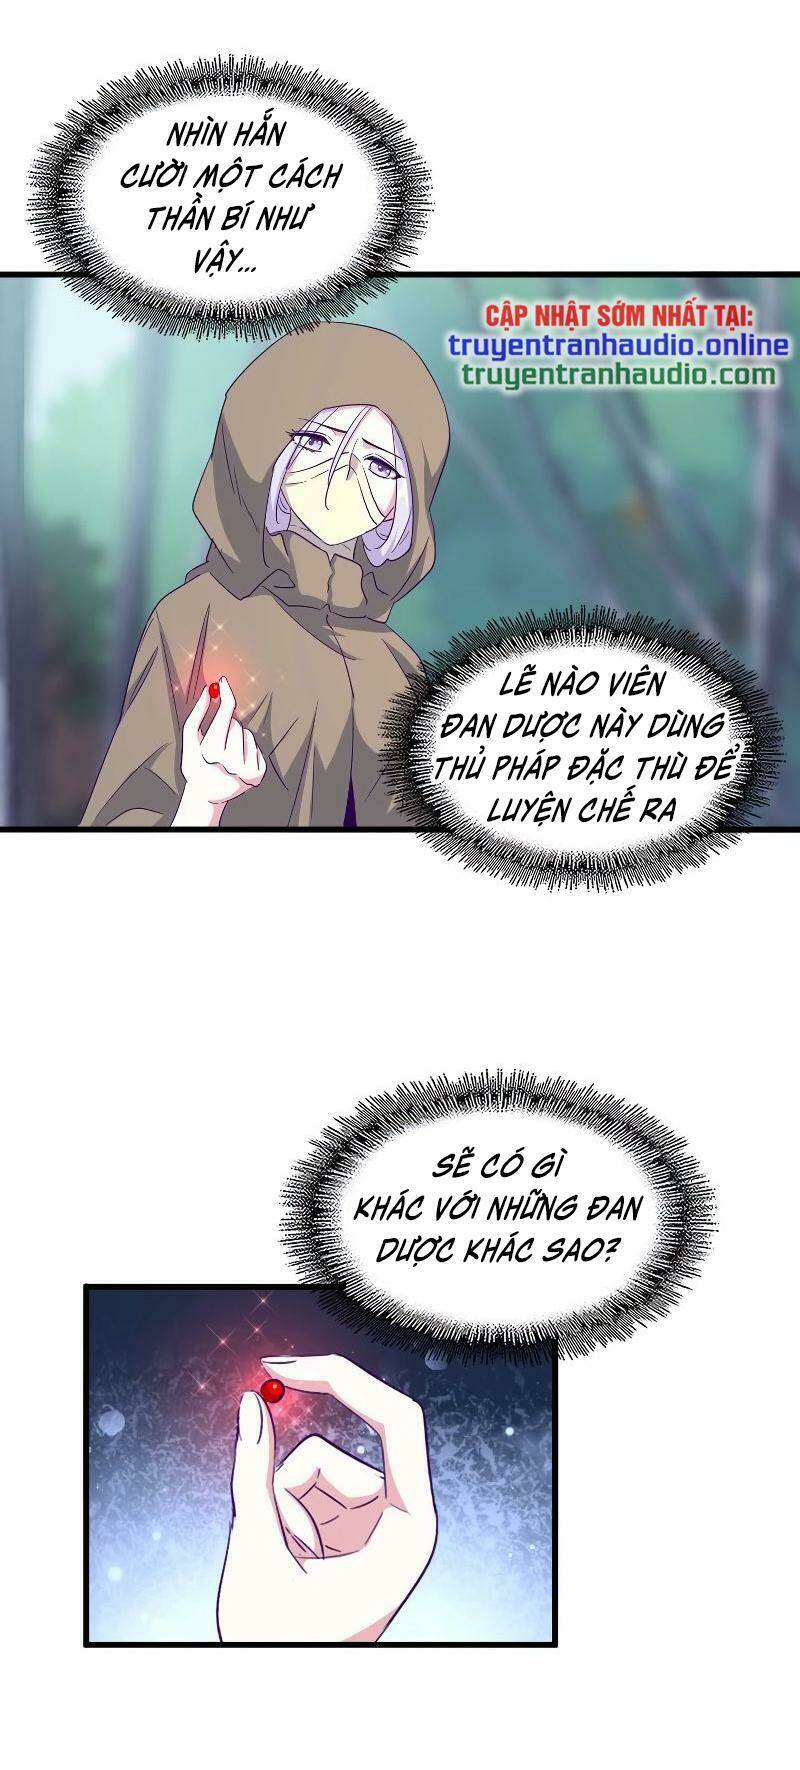 NHÌN HẮN
CƯỜI MỘT CÁCH
THẦN BÍ NHƯ
VẬY...
CẬP NHẬT SỚM NHẤT TẠI:
truyentranhaudio.online
truyentranhaudio.com
LẼ NÀO VIÊN
ĐAN DƯỢC NÀY DÙNG
THỦ PHÁP ĐẶC THÙ ĐỂ
LUYỆN CHẾ RA
SẼ CÓ GÌ
KHÁC VỚI NHỮNG ĐAN
DƯỢC KHÁC SAO?